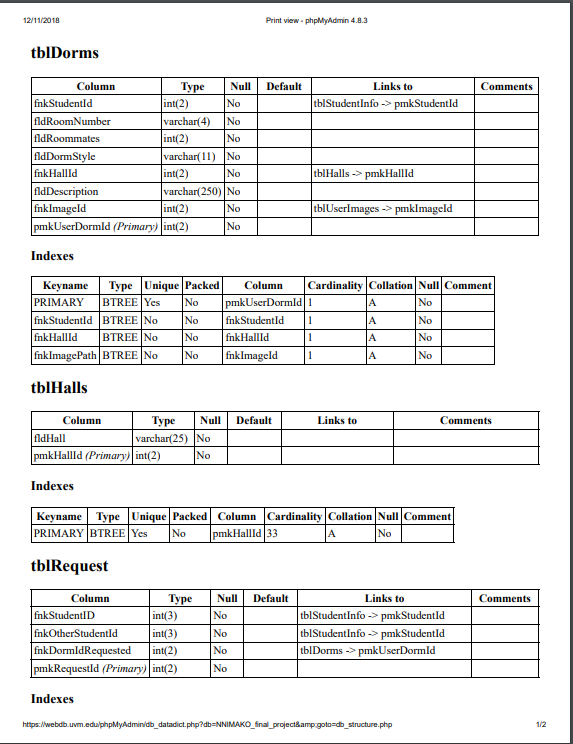 12/11/2018 Print view - phpMyAdmin 4.8.3
tblDorms
Column Type Null Default Links to Comments
fnkStudentId int(2) No tblStudentInfo -> pmkStudentId
fldRoomNumber varchar(4) No
fldRoommates int(2) No
fldDormStyle varchar(11) No
fnkHallId int(2) No tblHalls -> pmkHallId
fldDescription varchar(250) No
fnkImageId int(2) No tblUserImages -> pmkImageId
pmkUserDormId (Primary) int(2) No
Indexes
Keyname Type Unique Packed Column Cardinality Collation Null Comment
PRIMARY BTREE Yes No pmkUserDormId 1 A No
fnkStudentId BTREE No No fnkStudentId 1 A No
fnkHallId BTREE No No fnkHallId 1 A No
fnkImagePath BTREE No No fnkImageId 1 A No
tblHalls
Column Type Null Default Links to Comments
fldHall varchar(25) No
pmkHallId (Primary) int(2) No
Indexes
Keyname Type Unique Packed Column Cardinality Collation Null Comment
PRIMARY BTREE Yes No pmkHallId 33 A No
tblRequest
Column Type Null Default Links to Comments
fnkStudentID int(3) No tblStudentInfo -> pmkStudentId
fnkOtherStudentId int(3) No tblStudentInfo -> pmkStudentId
fnkDormIdRequested int(2) No tblDorms -> pmkUserDormId
pmkRequestId (Primary) int(2) No
Indexes
https://webdb.uvm.edu/phpMyAdmin/db_datadict.php?db=NNIMAKO_final_project&amp;goto=db_structure.php 1/2